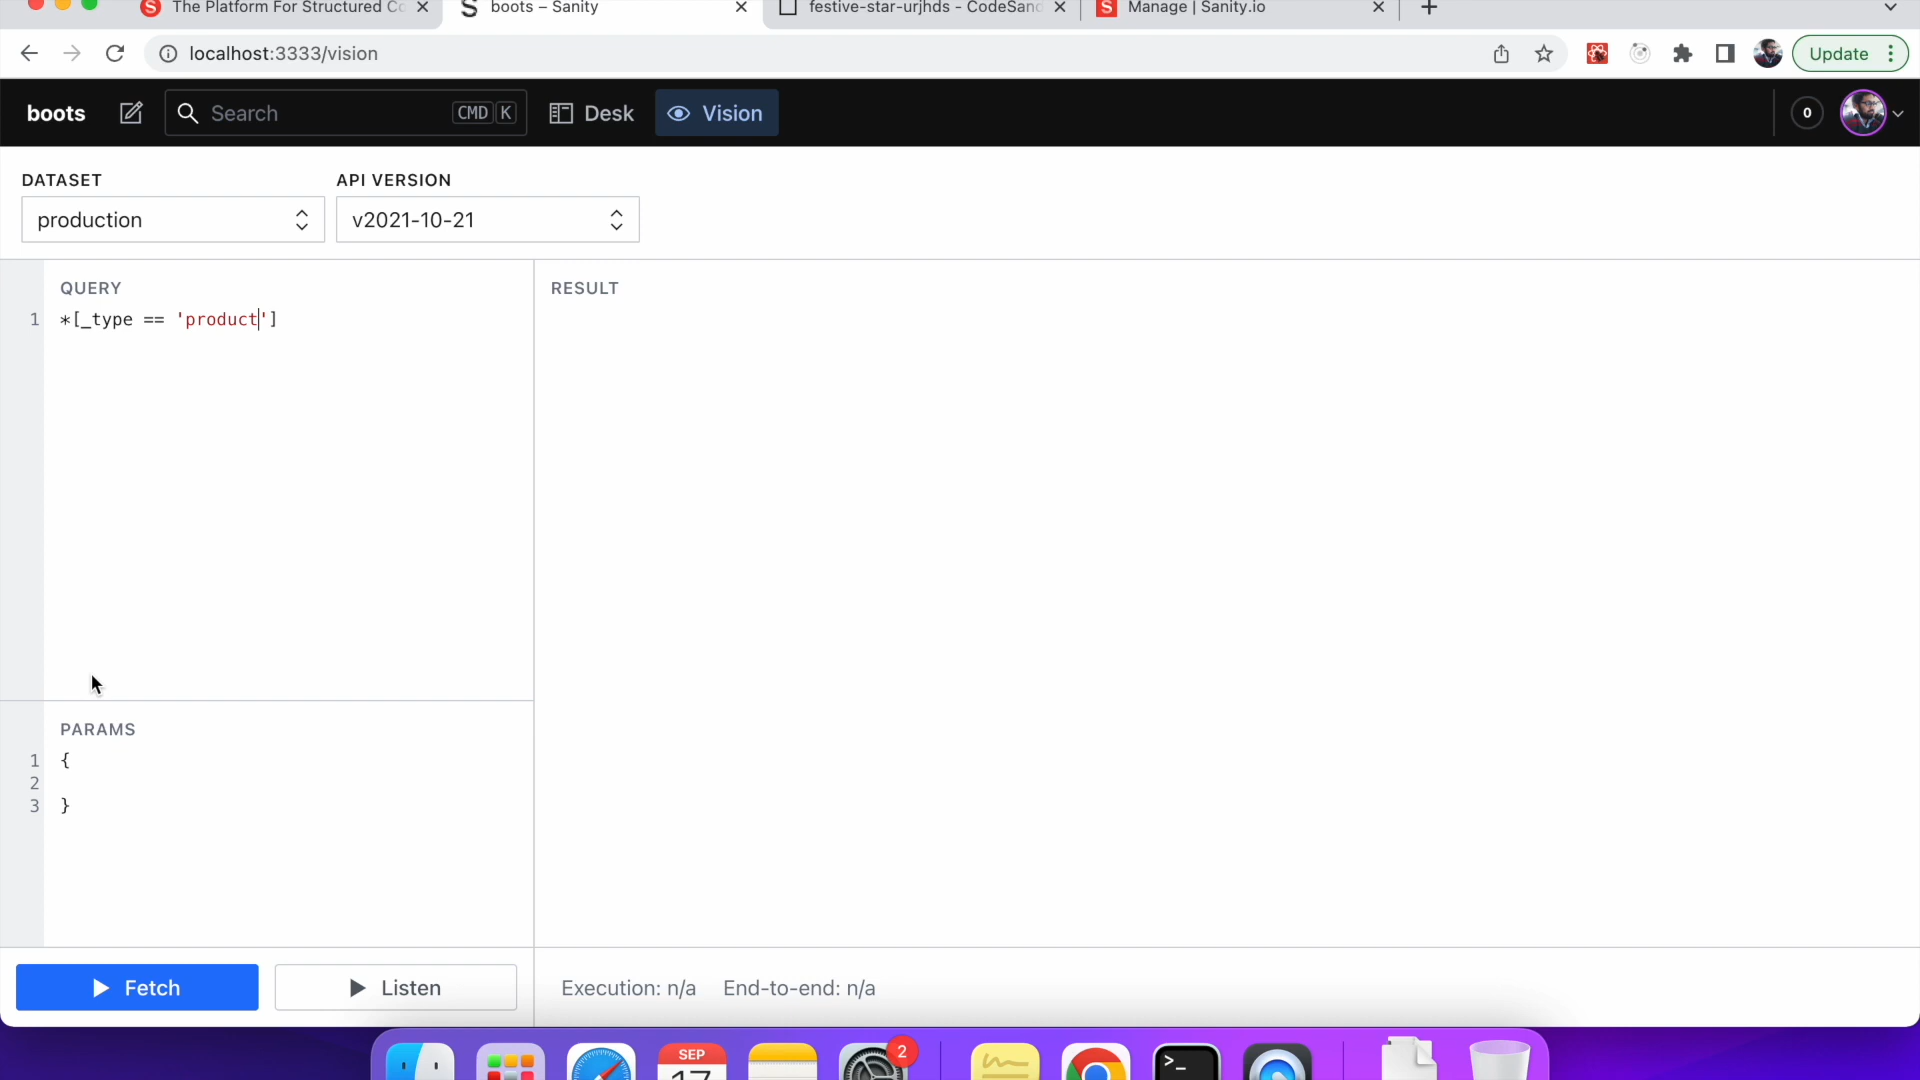 The Platform For Structured Co
boots – Sanity
festive-star-urjhds - CodeSand
Manage | Sanity.io
localhost:3333/vision
Update
boots
Search
CMD K
Desk
Vision
0
DATASET
API VERSION
production
v2021-10-21
QUERY
RESULT
1 *[_type == 'product']
PARAMS
1 {
2
3 }
Fetch
Listen
Execution: n/a
End-to-end: n/a
SEP
17
2